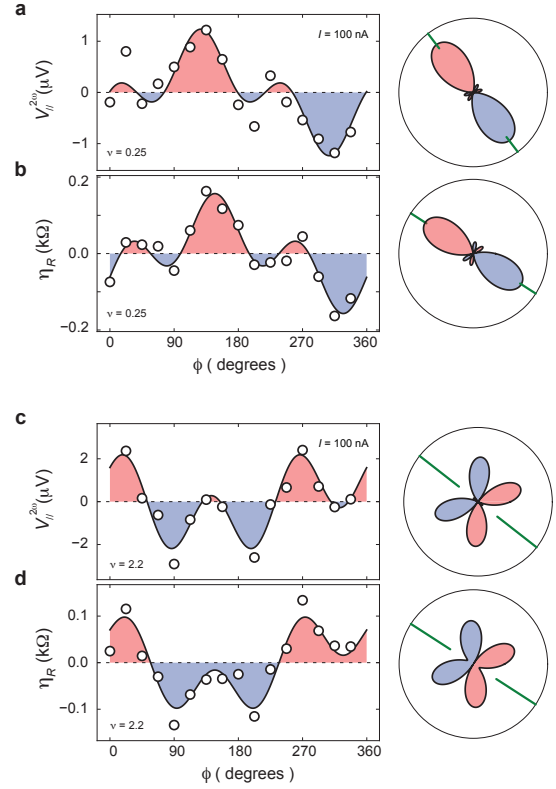 a
I = 100 nA
1
0
−1
V//2ω(μV)
ν = 0.25
b
0.2
0.0
−0.2
ηR (kΩ)
ν = 0.25
0 90 180 270 360
ϕ ( degrees )
c
I = 100 nA
2
0
−2
V//2ω(μV)
ν = 2.2
d
0.1
0.0
−0.1
ηR (kΩ)
ν = 2.2
0 90 180 270 360
ϕ ( degrees )